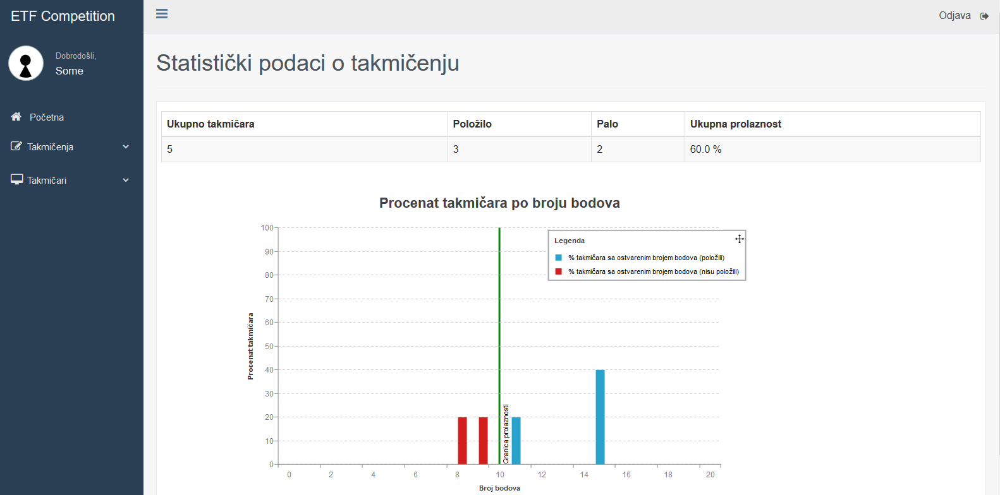 ETF Competition
Odjava
Dobrodošli,
Some
Početna
Takmičenja
Takmičari
Statistički podaci o takmičenju
Ukupno takmičara Položilo Palo Ukupna prolaznost
5 3 2 60.0 %
Procenat takmičara po broju bodova
Legenda
% takmičara sa ostvarenim brojem bodova (položili)
% takmičara sa ostvarenim brojem bodova (nisu položili)
Procenat takmičara
100
90
80
70
60
50
40
30
20
10
0
Granica prolaznosti
0 2 4 6 8 10 12 14 16 18 20
Broj bodova